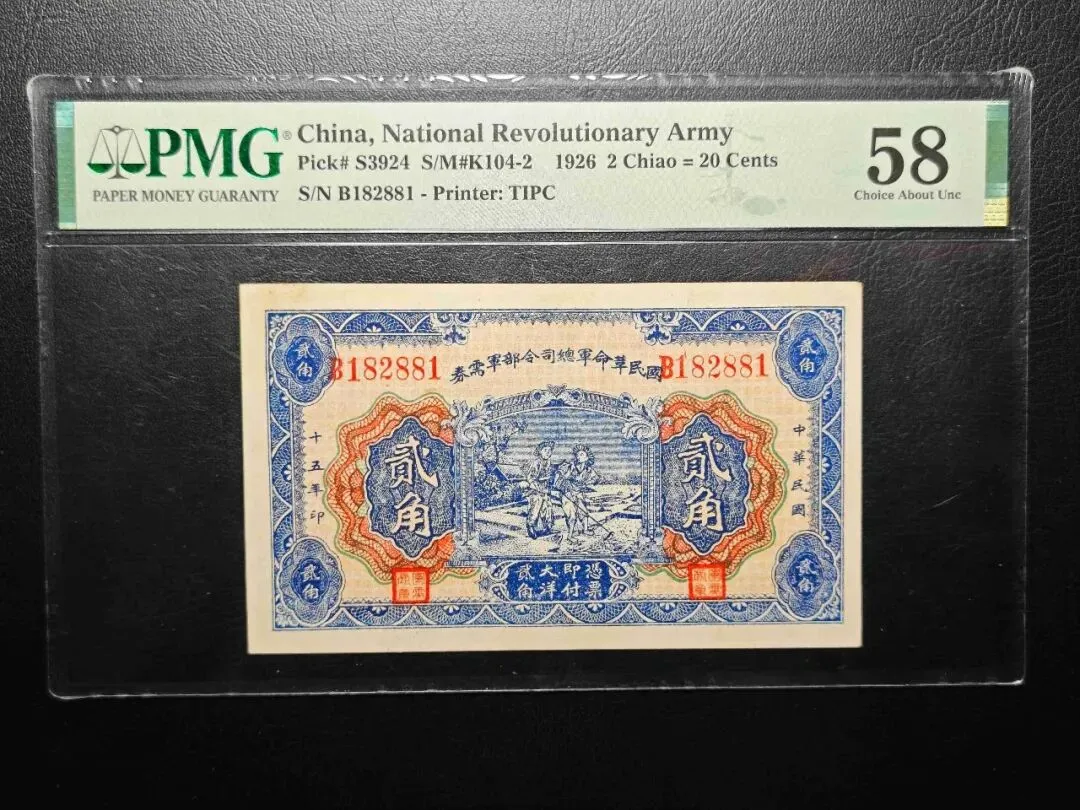 PMG®
PAPER MONEY GUARANTY
China, National Revolutionary Army
Pick# S3924 S/M#K104-2 1926 2 Chiao = 20 Cents
S/N B182881 - Printer: TIPC
58
Choice About Unc
國民革命軍總司令部軍需券
B182881
B182881
貳角
貳角
中華民國
十五年印
貳角
貳角
憑票即付大洋貳角
貳角
貳角